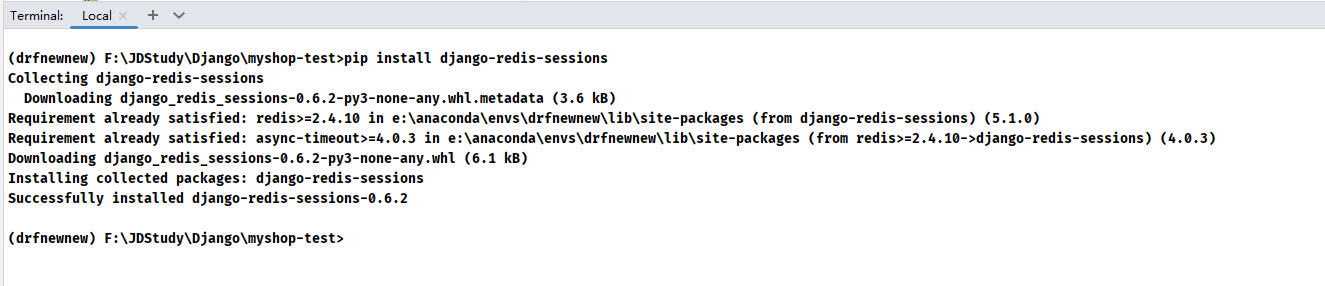 Terminal: Local × + ∨
(drfnewnew) F:\JDStudy\Django\myshop-test>pip install django-redis-sessions
Collecting django-redis-sessions
  Downloading django_redis_sessions-0.6.2-py3-none-any.whl.metadata (3.6 kB)
Requirement already satisfied: redis>=2.4.10 in e:\anaconda\envs\drfnewnew\lib\site-packages (from django-redis-sessions) (5.1.0)
Requirement already satisfied: async-timeout>=4.0.3 in e:\anaconda\envs\drfnewnew\lib\site-packages (from redis>=2.4.10->django-redis-sessions) (4.0.3)
Downloading django_redis_sessions-0.6.2-py3-none-any.whl (6.1 kB)
Installing collected packages: django-redis-sessions
Successfully installed django-redis-sessions-0.6.2
(drfnewnew) F:\JDStudy\Django\myshop-test>